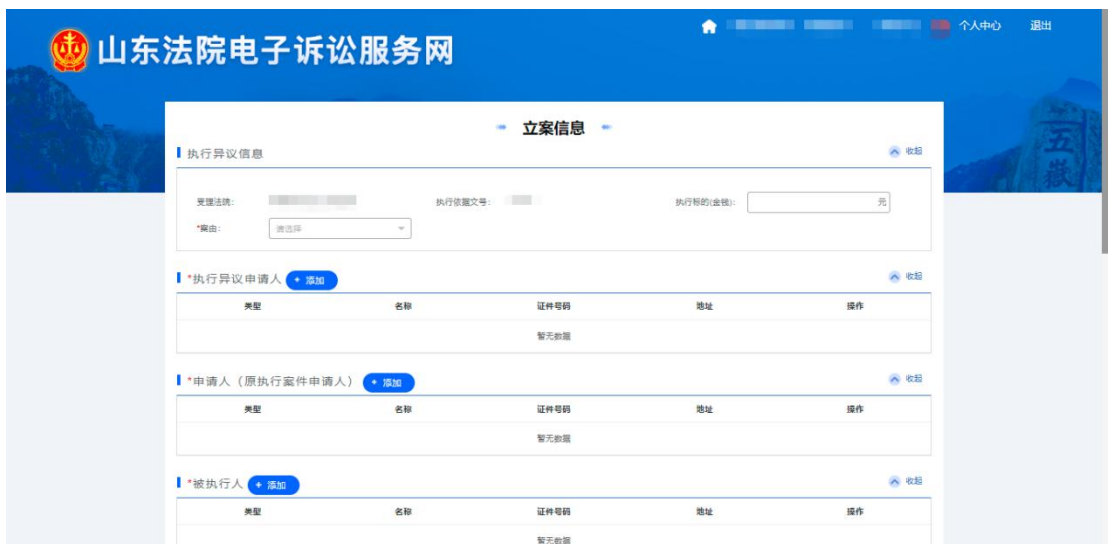 个人中心 退出
山东法院电子诉讼服务网
五嶽
立案信息
执行异议信息 收起
受理法院: 执行依据文号: 执行标的(金钱): 元
*案由: 请选择
*执行异议申请人 + 添加 收起
类型 名称 证件号码 地址 操作
暂无数据
*申请人（原执行案件申请人） + 添加 收起
类型 名称 证件号码 地址 操作
暂无数据
*被执行人 + 添加 收起
类型 名称 证件号码 地址 操作
暂无数据